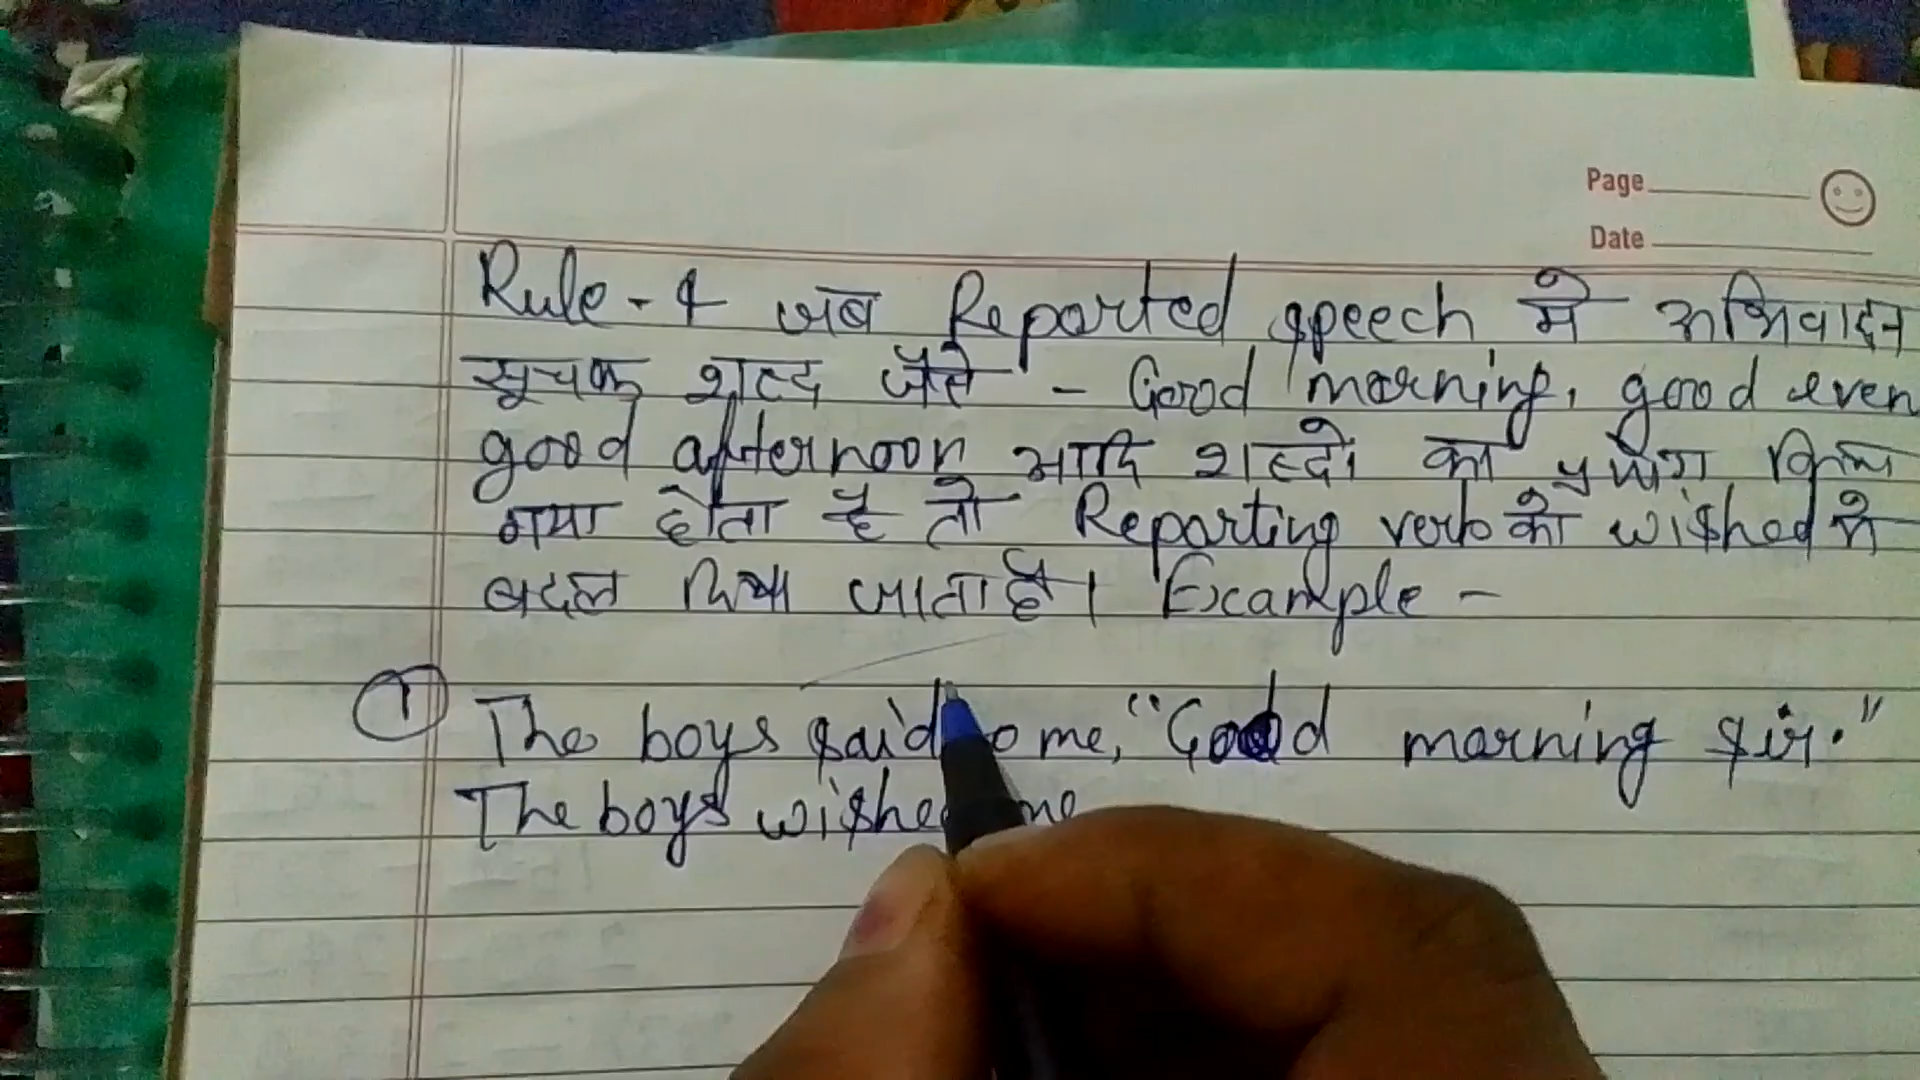 Page
Date
Rule - 4 जब Reported speech मे अभिवादन
सूचक शब्द जैसे - Good morning, good even
good afternoon आदि शब्दो का प्रयोग किया
गया होता है तो Reporting verb को wished मे
बदल दिया जाता है। Example -
① The boys said to me, "Good morning sir."
The boys wished me